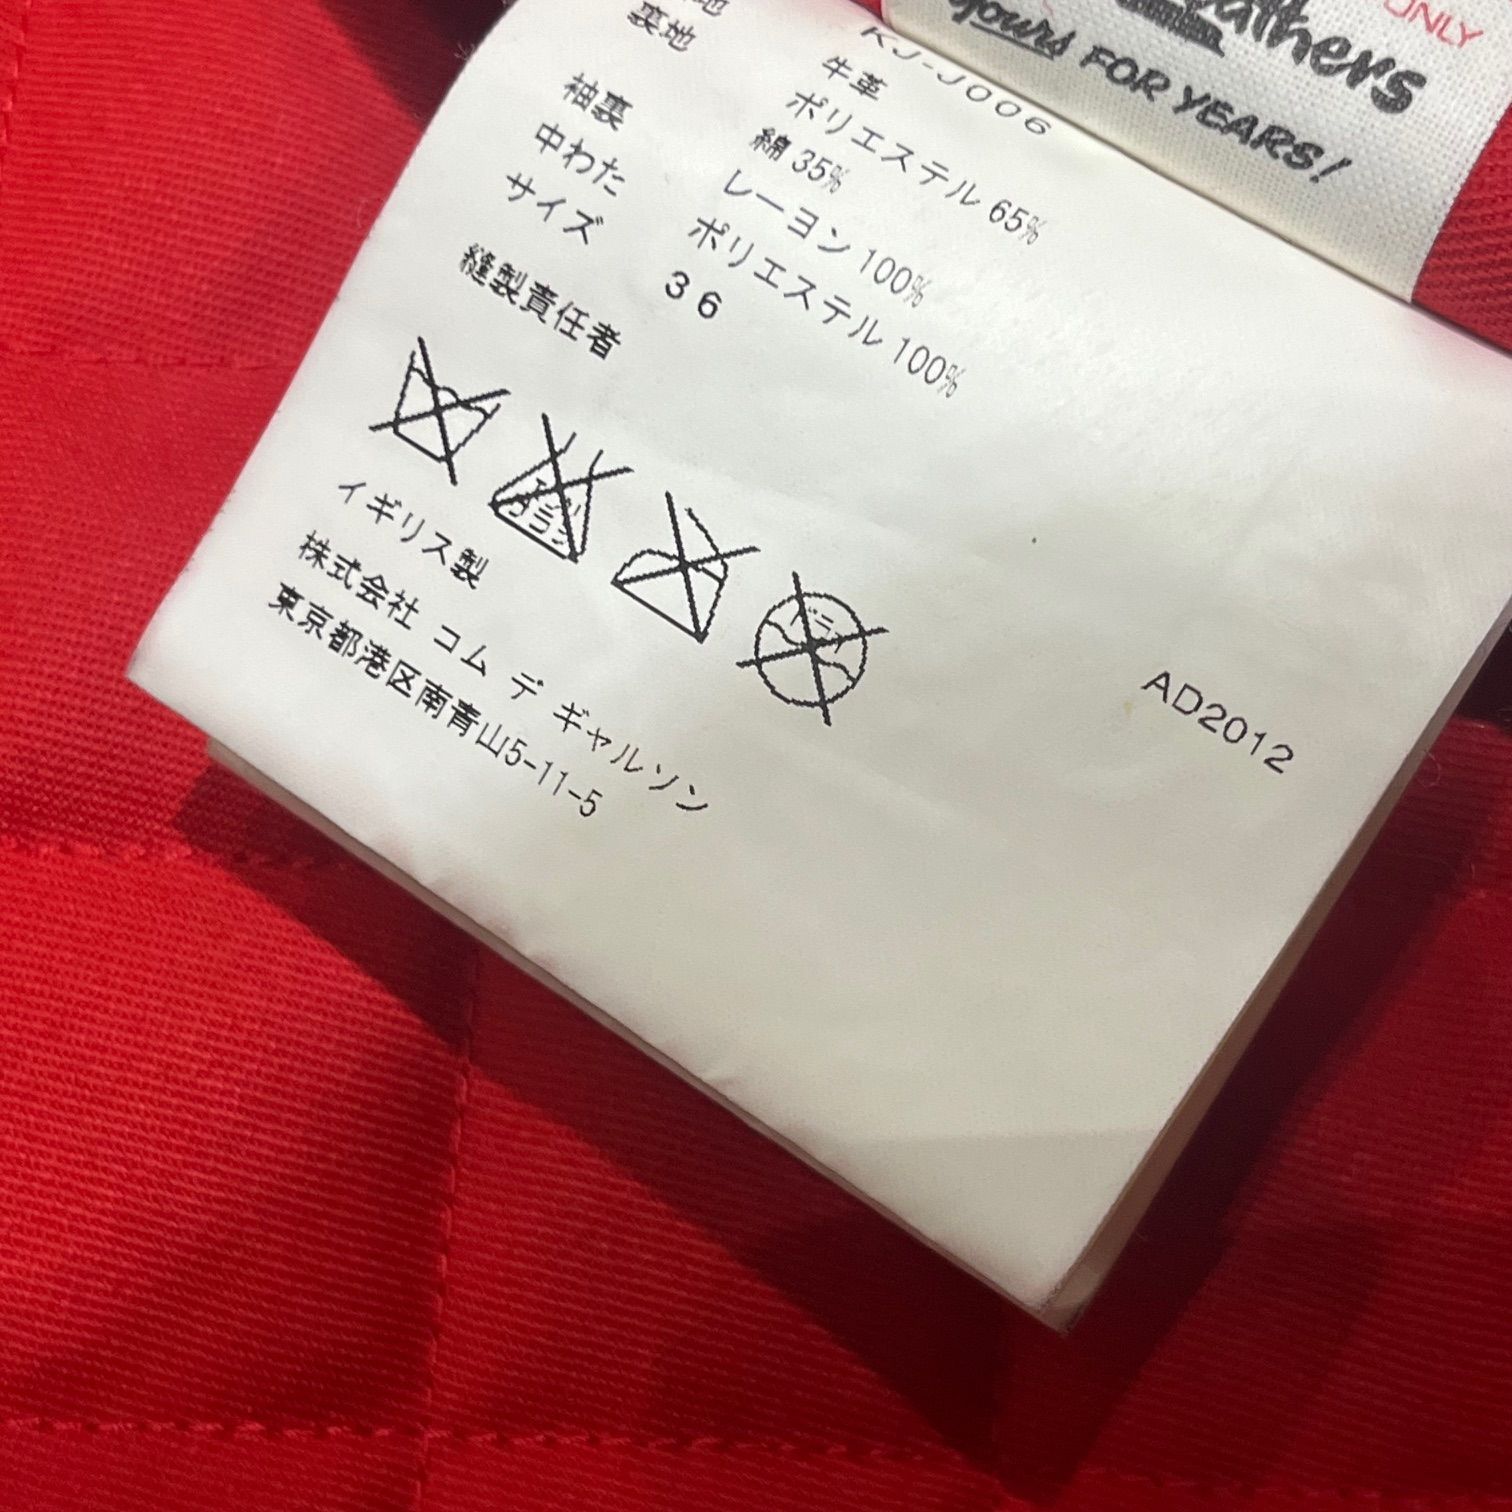 ONLY
yours FOR YEARS!
KJ-J006
牛革
裏地 ポリエステル 65%
綿 35%
袖裏 レーヨン 100%
中わた ポリエステル 100%
サイズ 36
縫製責任者
ドライ
イギリス製
株式会社 コム デ ギャルソン
東京都港区南青山5-11-5
AD2012